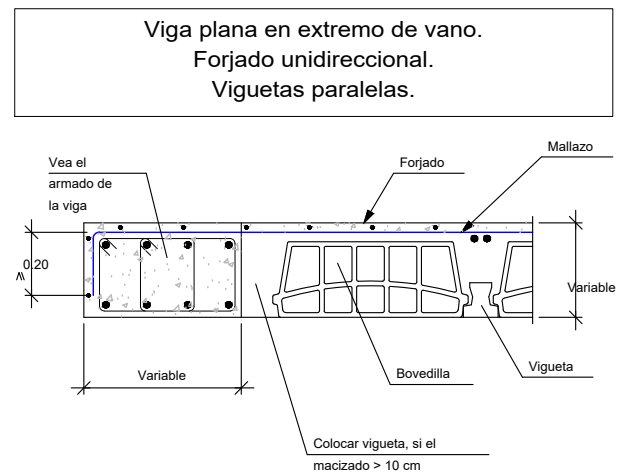 Viga plana en extremo de vano.
Forjado unidireccional.
Viguetas paralelas.
Mallazo
Vea el
armado de
la viga
Forjado
≥0.20
Variable
Variable
Vigueta
Bovedilla
Colocar vigueta, si el
macizado > 10 cm